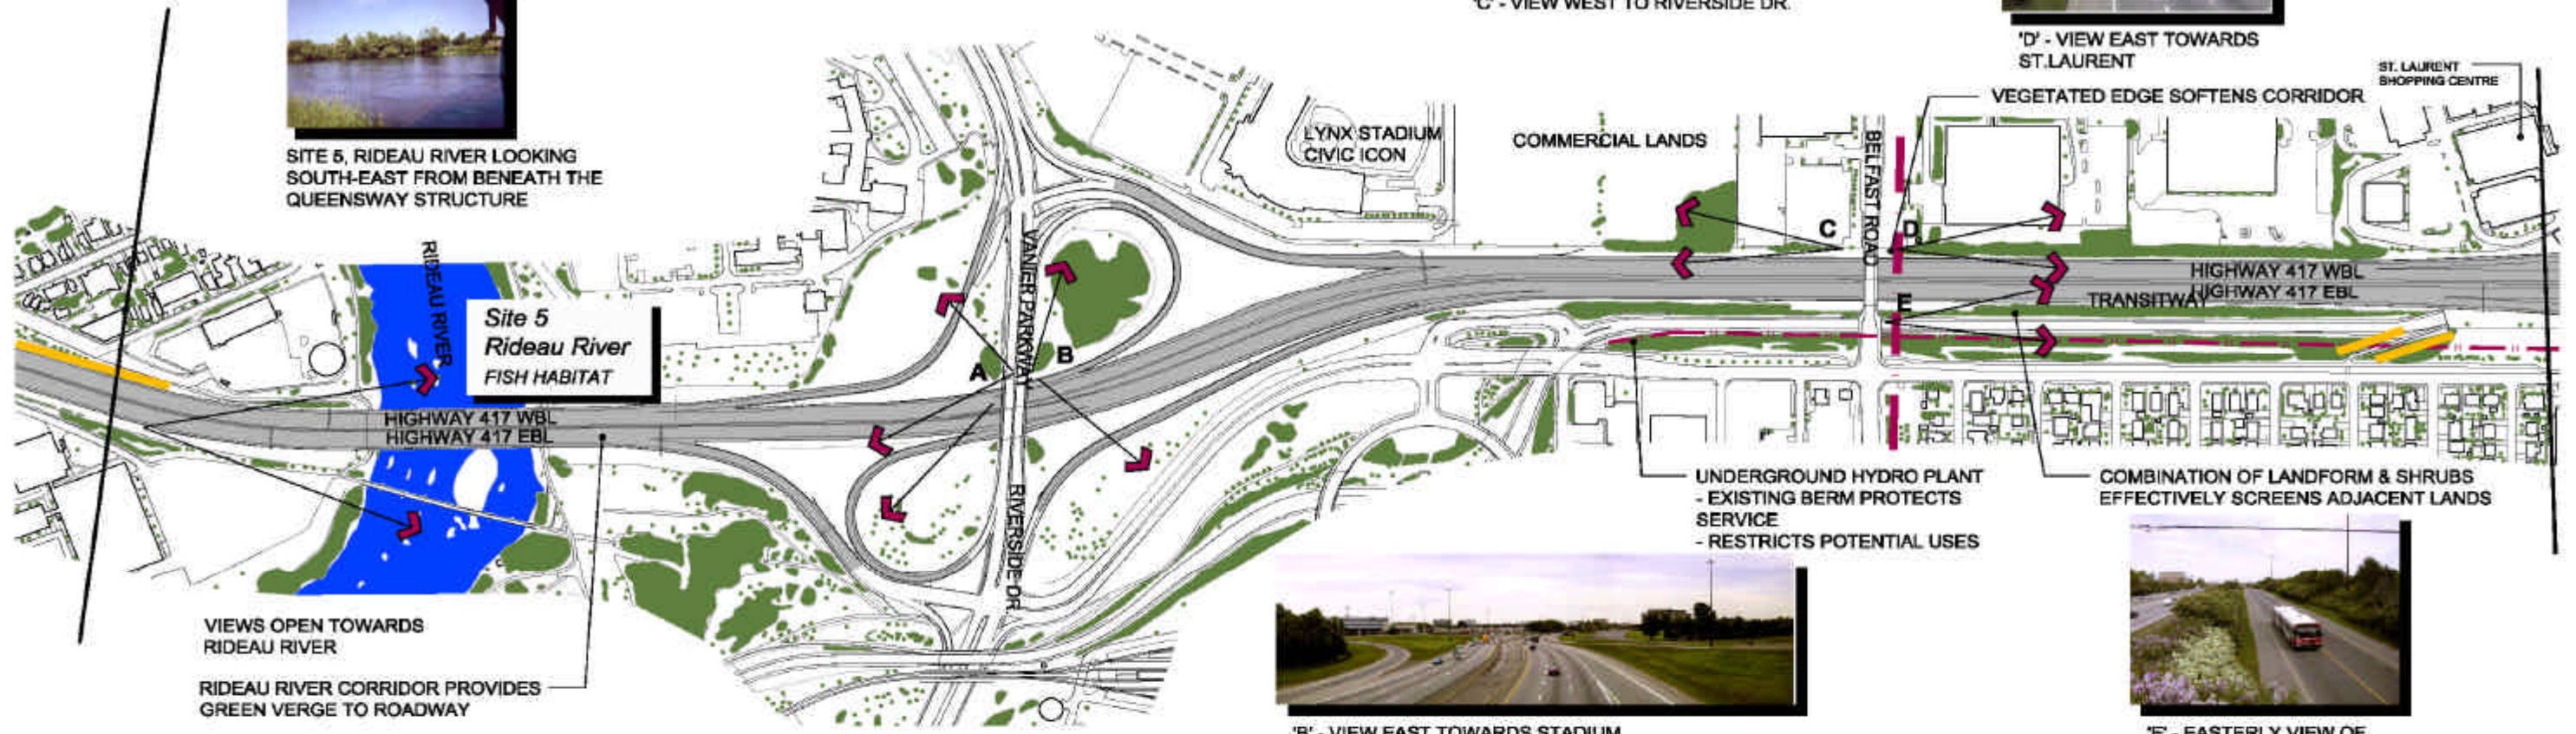 'C' - VIEW WEST TO RIVERSIDE DR.
'D' - VIEW EAST TOWARDS
ST.LAURENT
ST. LAURENT
SHOPPING CENTRE
VEGETATED EDGE SOFTENS CORRIDOR
SITE 5, RIDEAU RIVER LOOKING
SOUTH-EAST FROM BENEATH THE
QUEENSWAY STRUCTURE
LYNX STADIUM
CIVIC ICON
COMMERCIAL LANDS
BELFAST ROAD
C
D
E
RIDEAU RIVER
VANIER PARKWAY
Site 5
Rideau River
FISH HABITAT
A
B
HIGHWAY 417 WBL
HIGHWAY 417 EBL
TRANSITWAY
HIGHWAY 417 WBL
HIGHWAY 417 EBL
RIVERSIDE DR.
UNDERGROUND HYDRO PLANT
- EXISTING BERM PROTECTS
SERVICE
- RESTRICTS POTENTIAL USES
COMBINATION OF LANDFORM & SHRUBS
EFFECTIVELY SCREENS ADJACENT LANDS
VIEWS OPEN TOWARDS
RIDEAU RIVER
RIDEAU RIVER CORRIDOR PROVIDES
GREEN VERGE TO ROADWAY
'B' - VIEW EAST TOWARDS STADIUM
'E' - EASTERLY VIEW OF